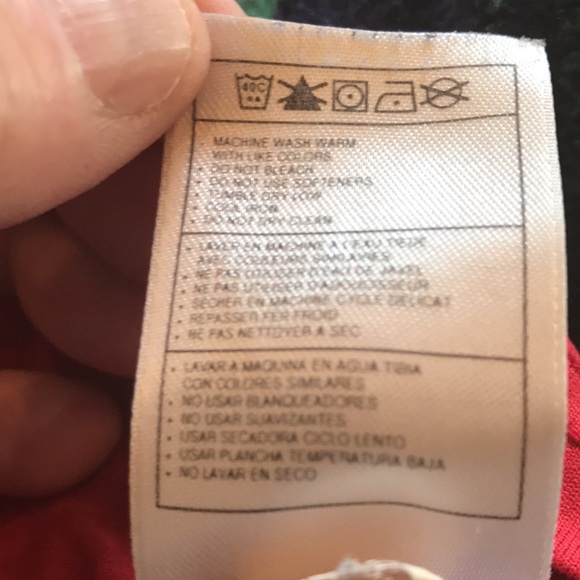 40C
• MACHINE WASH WARM
WITH LIKE COLORS
• DO NOT BLEACH
• DO NOT USE SOFTENERS
• TUMBLE DRY LOW
• COOL IRON
• DO NOT DRY CLEAN
• LAVER EN MACHINE A L'EAU TIEDE
AVEC COULEURS SIMILAIRES
• NE PAS UTILISER D'EAU DE JAVEL
• NE PAS UTILISER D'ADOUCISSEUR
• SECHER EN MACHINE CYCLE DELICAT
• REPASSER FER FROID
• NE PAS NETTOYER A SEC
• LAVAR A MAQUINA EN AGUA TIBIA
CON COLORES SIMILARES
• NO USAR BLANQUEADORES
• NO USAR SUAVIZANTES
• USAR SECADORA CICLO LENTO
• USAR PLANCHA TEMPERATURA BAJA
• NO LAVAR EN SECO